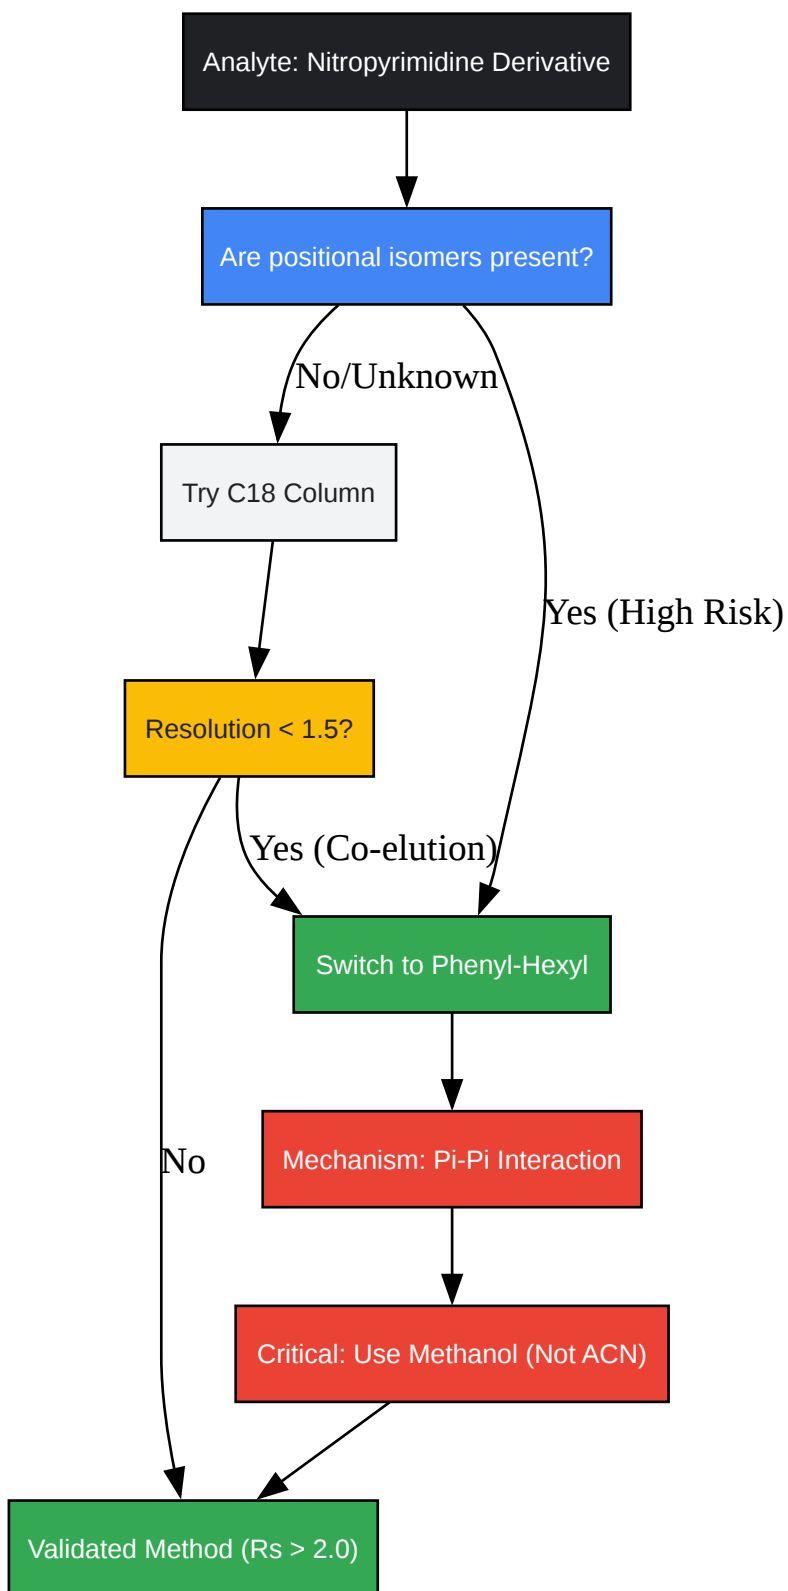 Analyte: Nitropyrimidine Derivative
Are positional isomers present?
No/Unknown
Try C18 Column
Yes (High Risk)
Resolution < 1.5?
Yes (Co-elution)
Switch to Phenyl-Hexyl
No
Mechanism: Pi-Pi Interaction
Critical: Use Methanol (Not ACN)
Validated Method (Rs > 2.0)